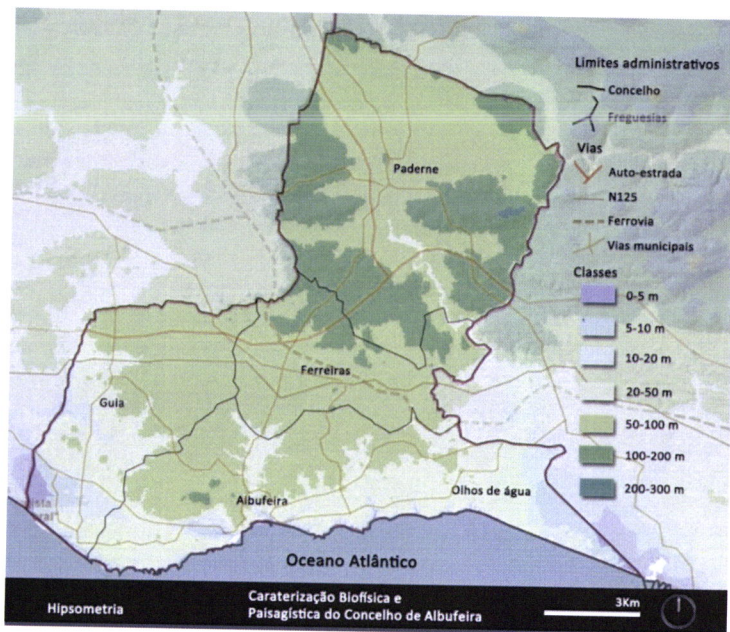 Limites administrativos
Concelho
Freguesias
Vias
Auto-estrada
N125
Ferrovia
Vias municipais
Classes
0-5 m
5-10 m
10-20 m
20-50 m
50-100 m
100-200 m
200-300 m
Paderne
Ferreiras
Guia
Albufeira
Olhos de água
Oceano Atlântico
Hipsometria
Caraterização Biofísica e
Paisagística do Concelho de Albufeira
3Km